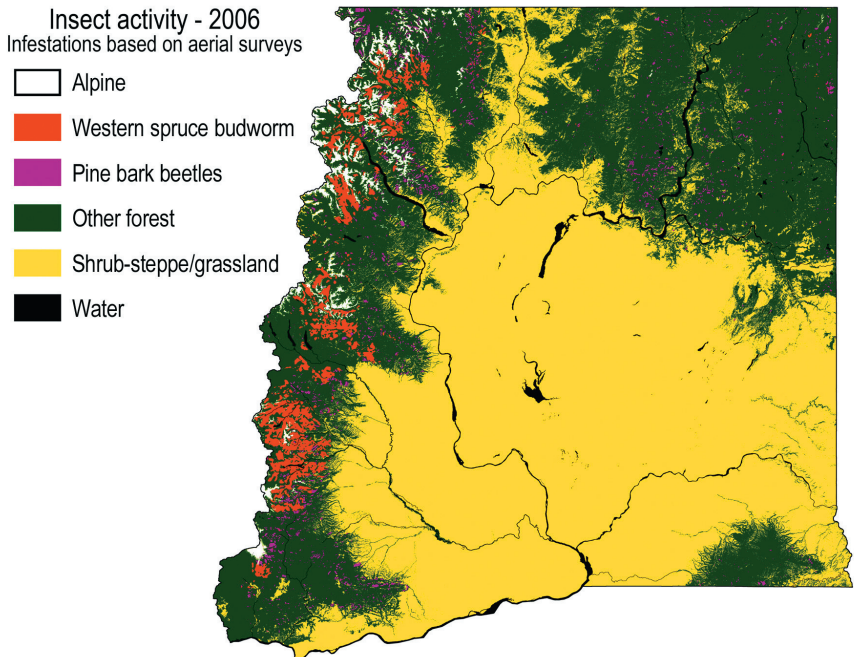 Insect activity - 2006
Infestations based on aerial surveys
Alpine
Western spruce budworm
Pine bark beetles
Other forest
Shrub-steppe/grassland
Water